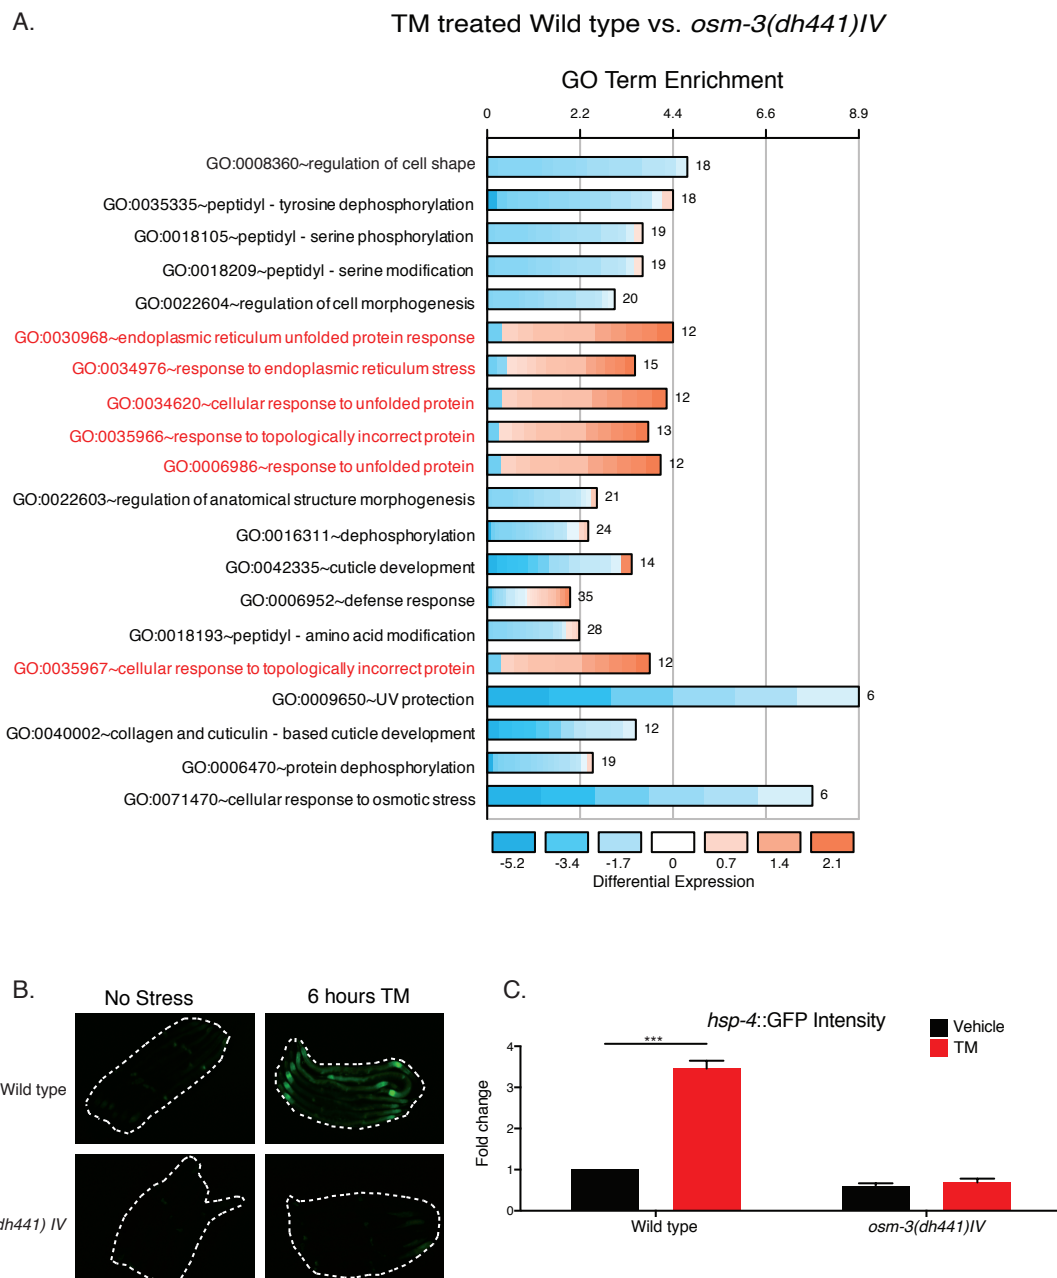 A.
TM treated Wild type vs. osm-3(dh441)IV
GO Term Enrichment
0 2.2 4.4 6.6 8.9
GO:0008360~regulation of cell shape 18
GO:0035335~peptidyl - tyrosine dephosphorylation 18
GO:0018105~peptidyl - serine phosphorylation 19
GO:0018209~peptidyl - serine modification 19
GO:0022604~regulation of cell morphogenesis 20
GO:0030968~endoplasmic reticulum unfolded protein response 12
GO:0034976~response to endoplasmic reticulum stress 15
GO:0034620~cellular response to unfolded protein 12
GO:0035966~response to topologically incorrect protein 13
GO:0006986~response to unfolded protein 12
GO:0022603~regulation of anatomical structure morphogenesis 21
GO:0016311~dephosphorylation 24
GO:0042335~cuticle development 14
GO:0006952~defense response 35
GO:0018193~peptidyl - amino acid modification 28
GO:0035967~cellular response to topologically incorrect protein 12
GO:0009650~UV protection 6
GO:0040002~collagen and cuticulin - based cuticle development 12
GO:0006470~protein dephosphorylation 19
GO:0071470~cellular response to osmotic stress 6
-5.2 -3.4 -1.7 0 0.7 1.4 2.1
Differential Expression
B.
No Stress 6 hours TM
Wild type
dh441) IV
C.
hsp-4::GFP Intensity
Vehicle
TM
***
Fold change
4
3
2
1
0
Wild type osm-3(dh441)IV